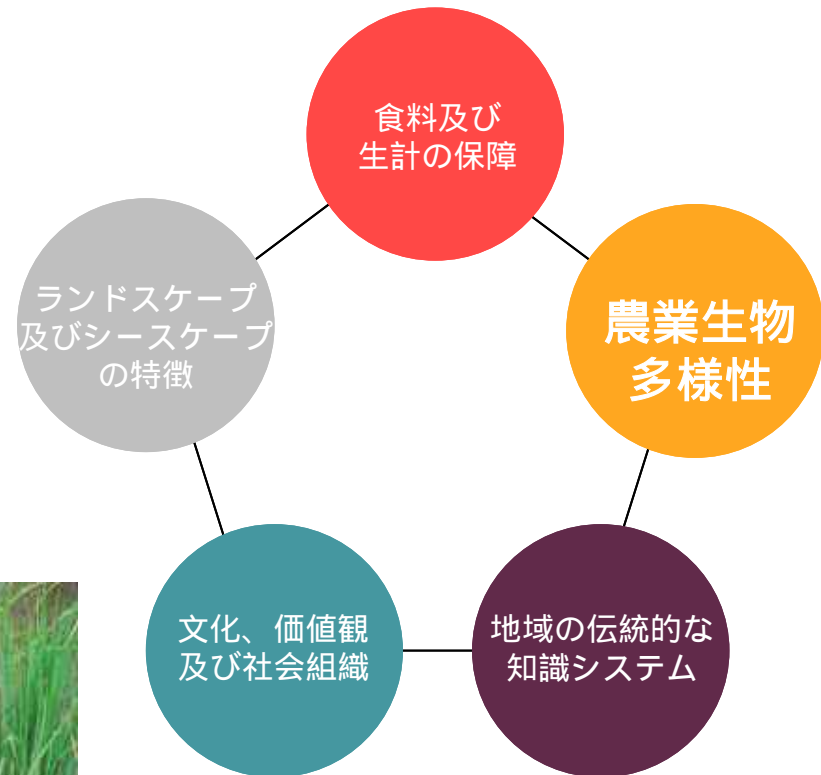 食料及び
生計の保障
農業生物
多様性
地域の伝統的な
知識システム
文化、価値観
及び社会組織
ランドスケープ
及びシースケープ
の特徴